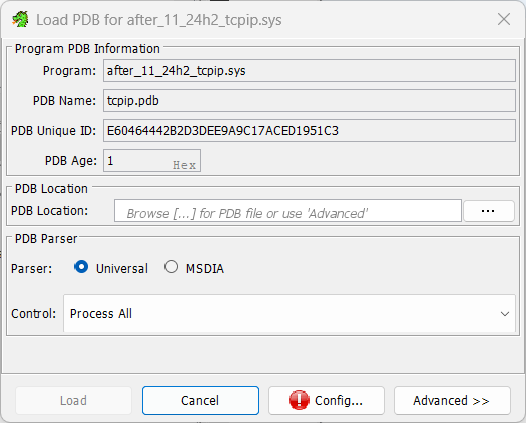 Load PDB for after_11_24h2_tcpip.sys
Program PDB Information
Program: after_11_24h2_tcpip.sys
PDB Name: tcpip.pdb
PDB Unique ID: E60464442B2D3DEE9A9C17ACED1951C3
PDB Age: 1 Hex
PDB Location
PDB Location: Browse [...] for PDB file or use 'Advanced' ...
PDB Parser
Parser: Universal MSDIA
Control: Process All
Load Cancel Config... Advanced >>